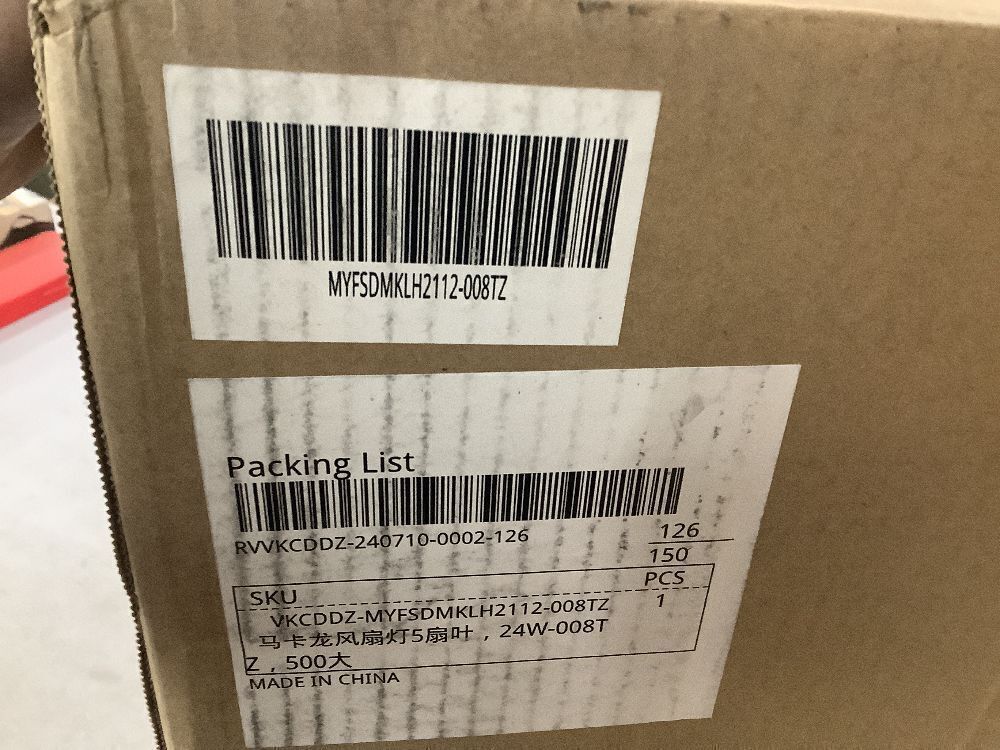 MYFSDMKLH2112-008TZ
Packing List
RVVKCDDZ-240710-0002-126
126
150
SKU PCS
VKCDDZ-MYFSDMKLH2112-008TZ 1
马卡龙风扇灯5扇叶，24W-008T
Z，500大
MADE IN CHINA